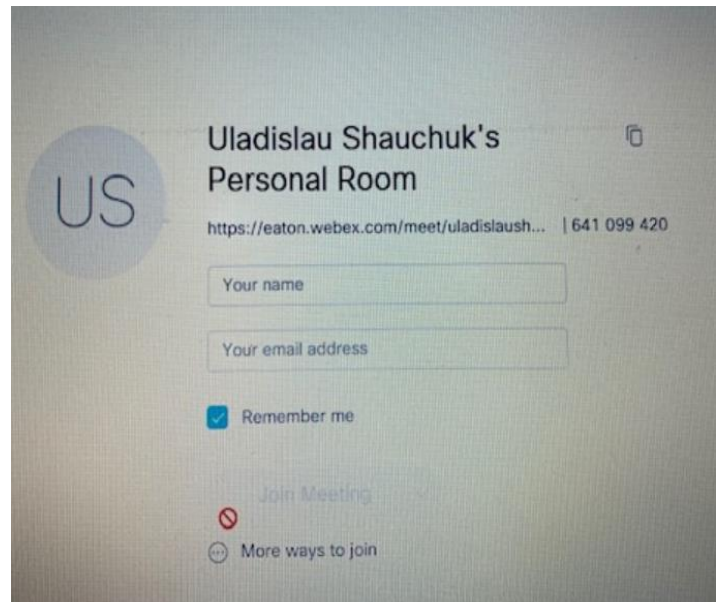 US
Uladislau Shauchuk's
Personal Room
https://eaton.webex.com/meet/uladislaush... | 641 099 420
Your name
Your email address
Remember me
Join Meeting
More ways to join